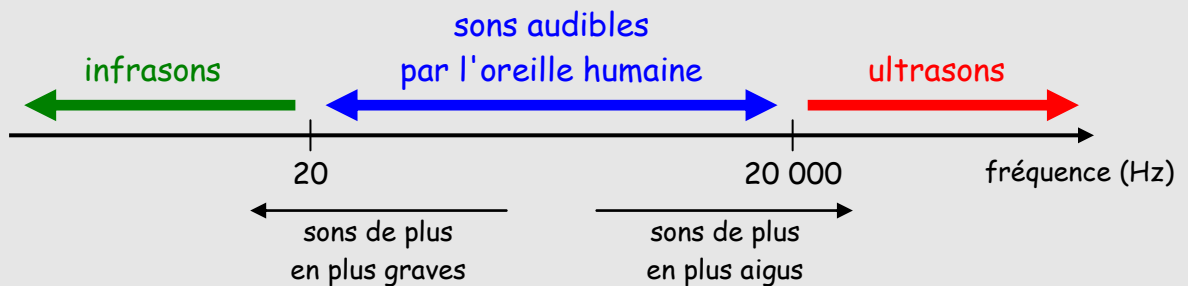 sons audibles
par l'oreille humaine
infrasons
ultrasons
20
20 000
fréquence (Hz)
sons de plus
en plus graves
sons de plus
en plus aigus